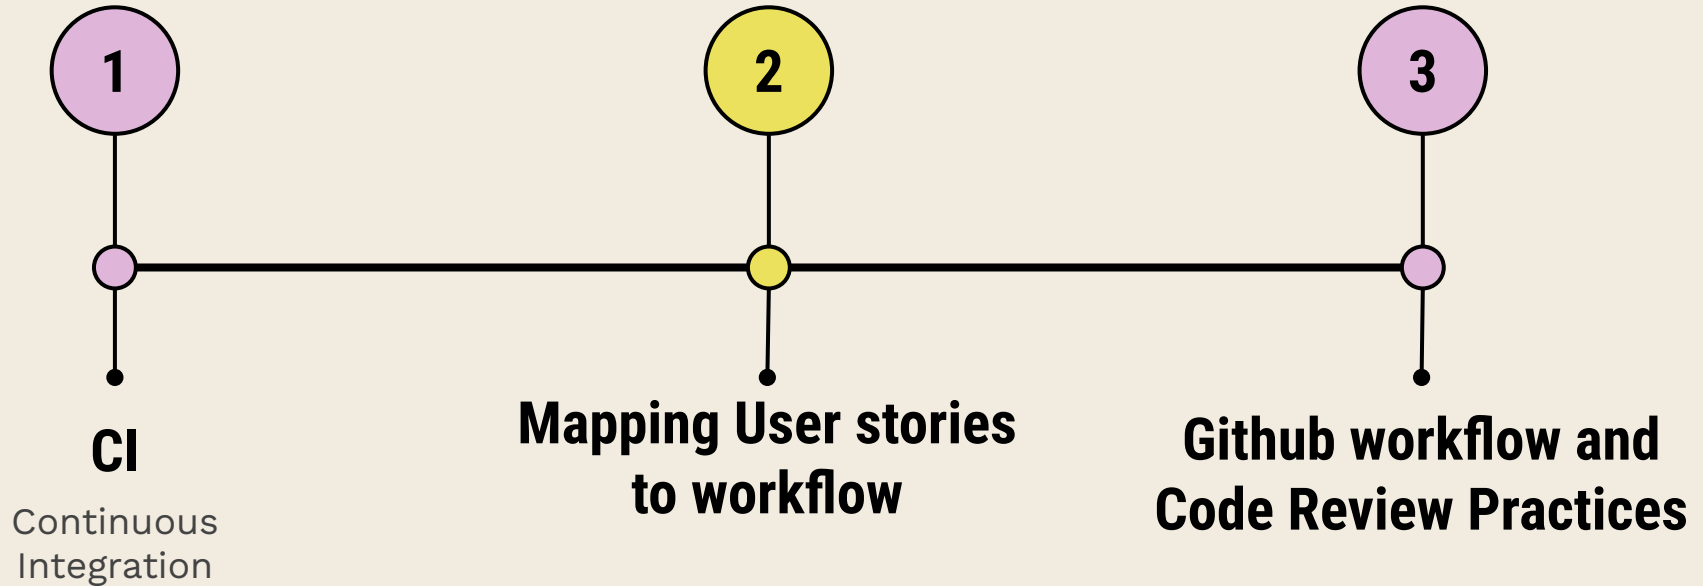 1
2
3
CI
Continuous
Integration
Mapping User stories
to workflow
Github workflow and
Code Review Practices